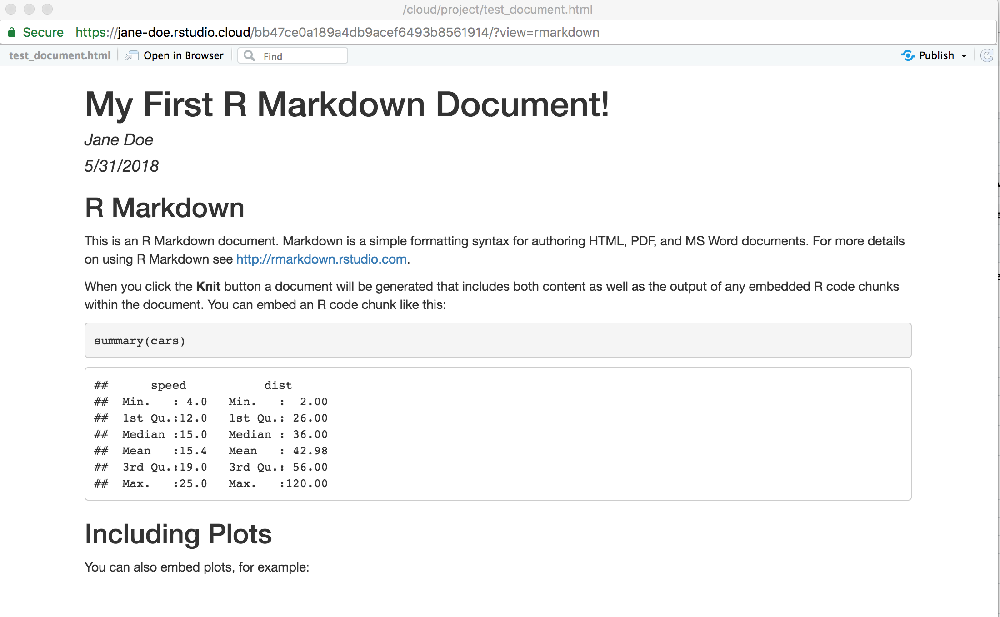 /cloud/project/test_document.html
Secure https://jane-doe.rstudio.cloud/bb47ce0a189a4db9acef6493b8561914/?view=rmarkdown
test_document.html Open in Browser Find Publish
My First R Markdown Document!
Jane Doe
5/31/2018
R Markdown
This is an R Markdown document. Markdown is a simple formatting syntax for authoring HTML, PDF, and MS Word documents. For more details
on using R Markdown see http://rmarkdown.rstudio.com.
When you click the Knit button a document will be generated that includes both content as well as the output of any embedded R code chunks
within the document. You can embed an R code chunk like this:
summary(cars)
##      speed           dist
##  Min.   : 4.0   Min.   :  2.00
##  1st Qu.:12.0   1st Qu.: 26.00
##  Median :15.0   Median : 36.00
##  Mean   :15.4   Mean   : 42.98
##  3rd Qu.:19.0   3rd Qu.: 56.00
##  Max.   :25.0   Max.   :120.00
Including Plots
You can also embed plots, for example: